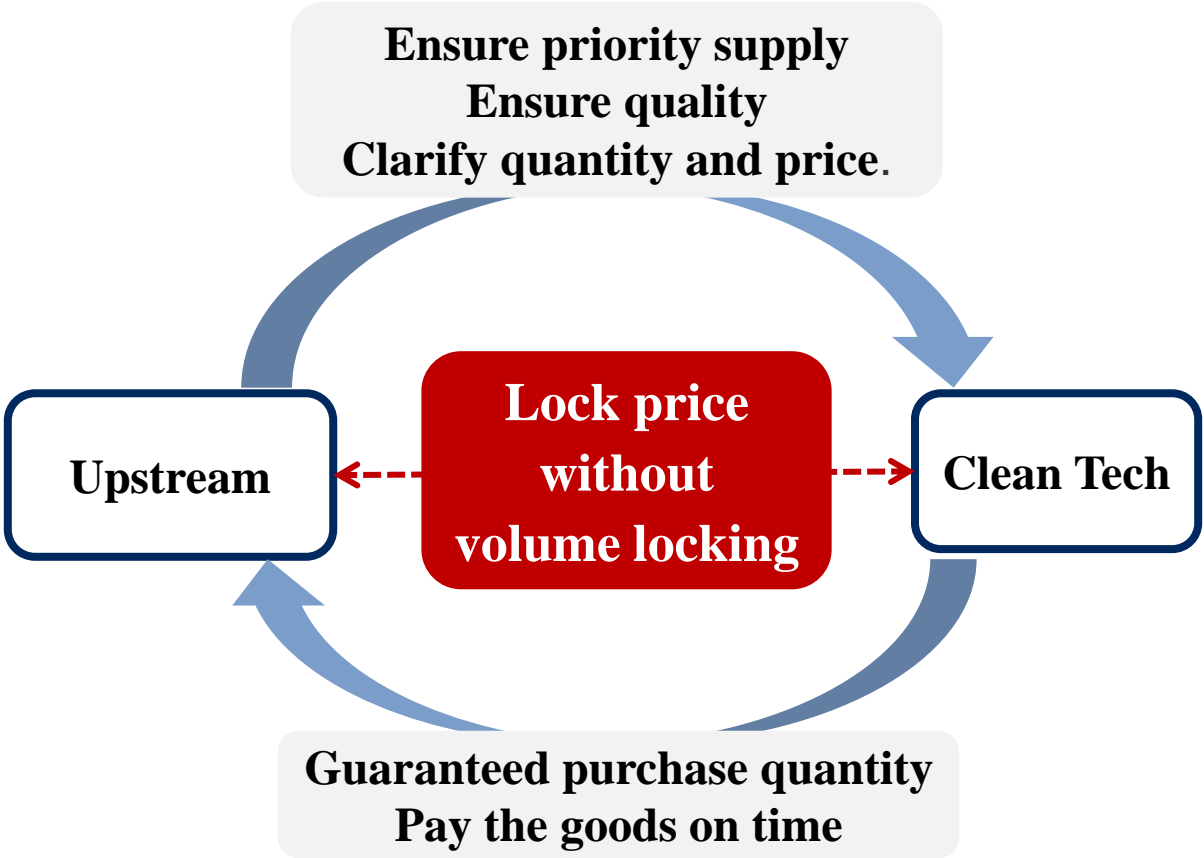 Ensure priority supply
Ensure quality
Clarify quantity and price.
Upstream
Lock price
without
volume locking
Clean Tech
Guaranteed purchase quantity
Pay the goods on time